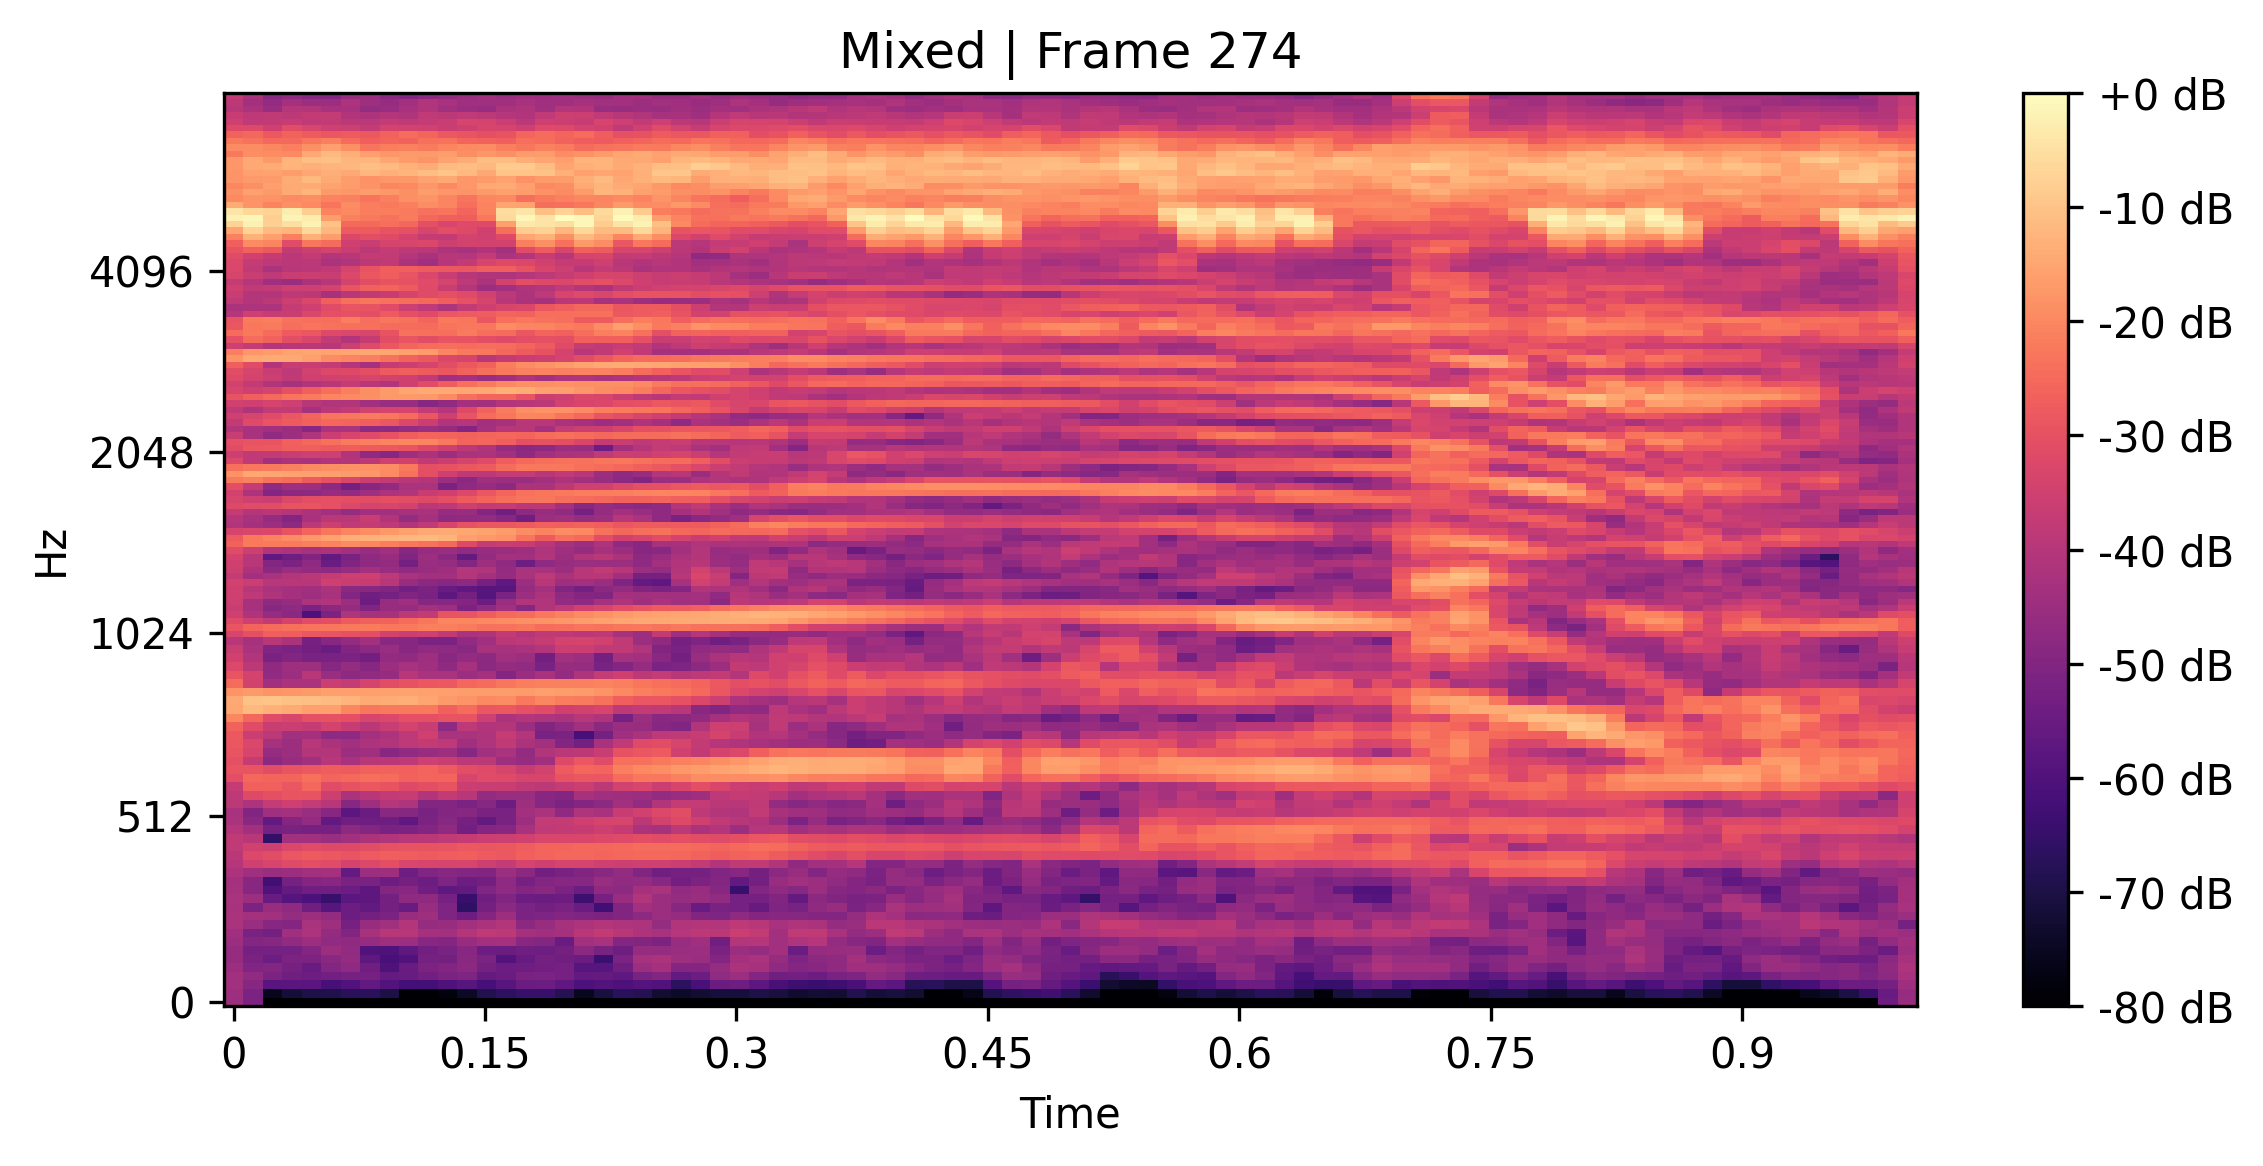 Mixed | Frame 274
+0 dB
-10 dB
-20 dB
-30 dB
-40 dB
-50 dB
-60 dB
-70 dB
-80 dB
Hz
4096
2048
1024
512
0
0 0.15 0.3 0.45 0.6 0.75 0.9
Time